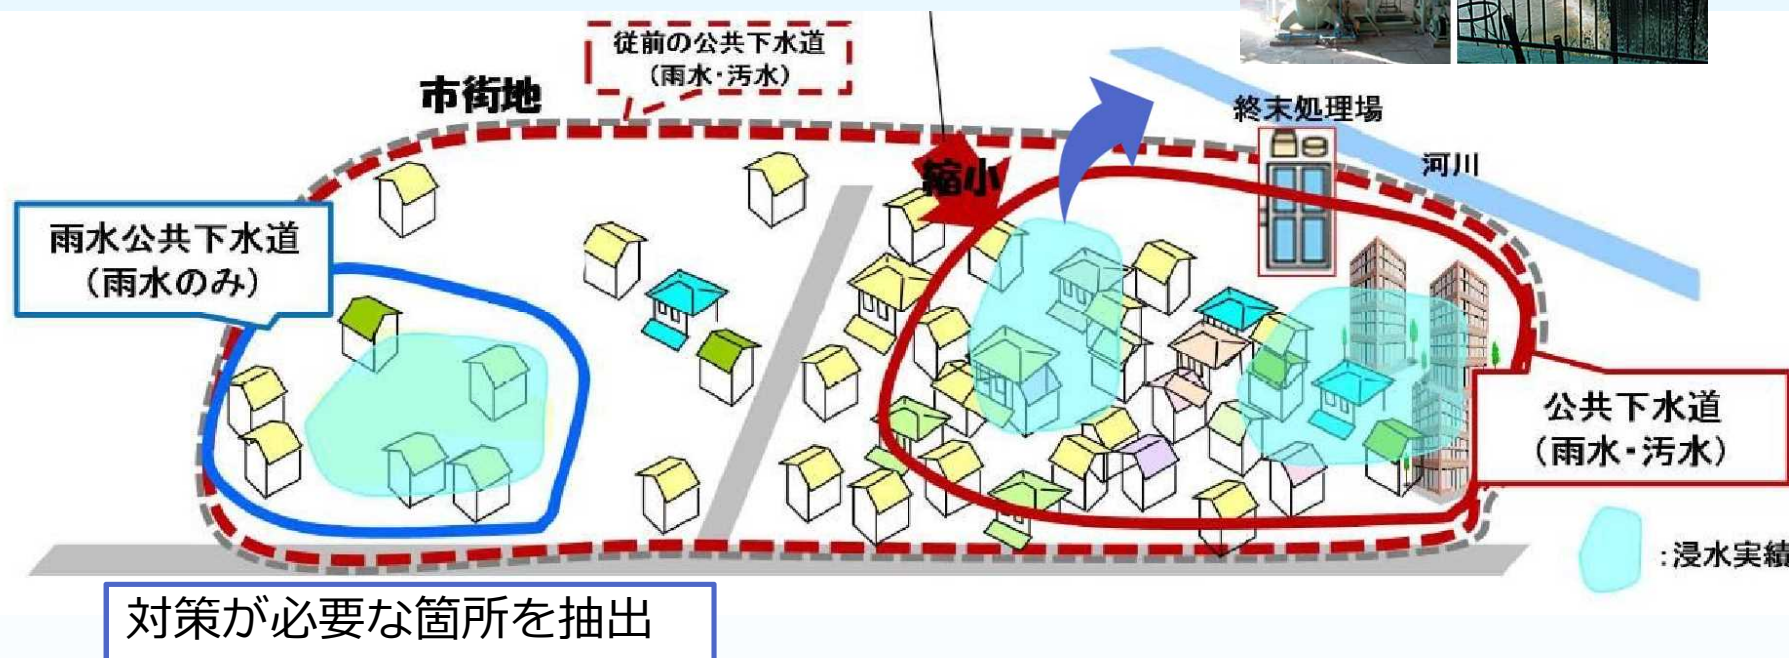 従前の公共下水道
（雨水・汚水）
市街地
終末処理場
縮小
河川
雨水公共下水道
（雨水のみ）
公共下水道
（雨水・汚水）
：浸水実績
対策が必要な箇所を抽出